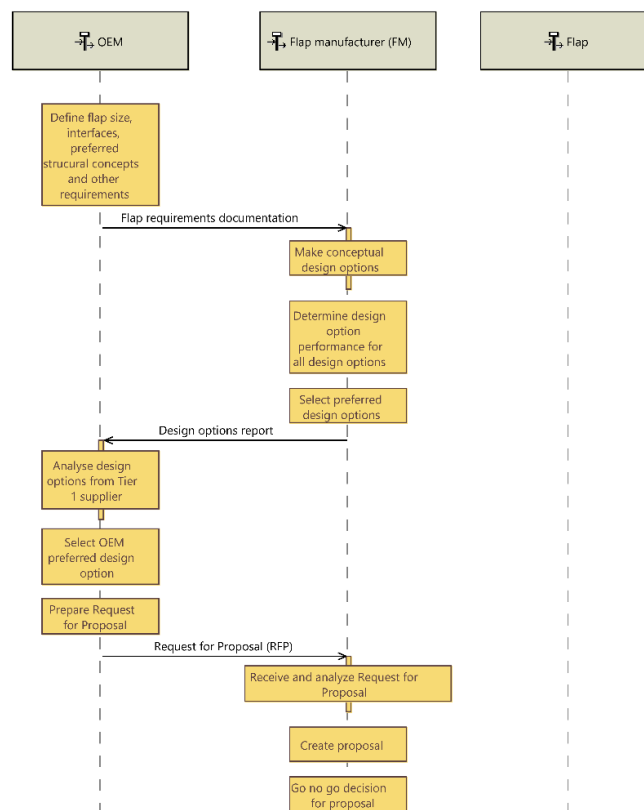 OEM
Flap manufacturer (FM)
Flap
Define flap size,
interfaces,
preferred
strucural concepts
and other
requirements
Flap requirements documentation
Make conceptual
design options
Determine design
option
performance for
all design options
Select preferred
design options
Design options report
Analyse design
options from Tier
1 supplier
Select OEM
preferred design
option
Prepare Request
for Proposal
Request for Proposal (RFP)
Receive and analyze Request for
Proposal
Create proposal
Go no go decision
for proposal